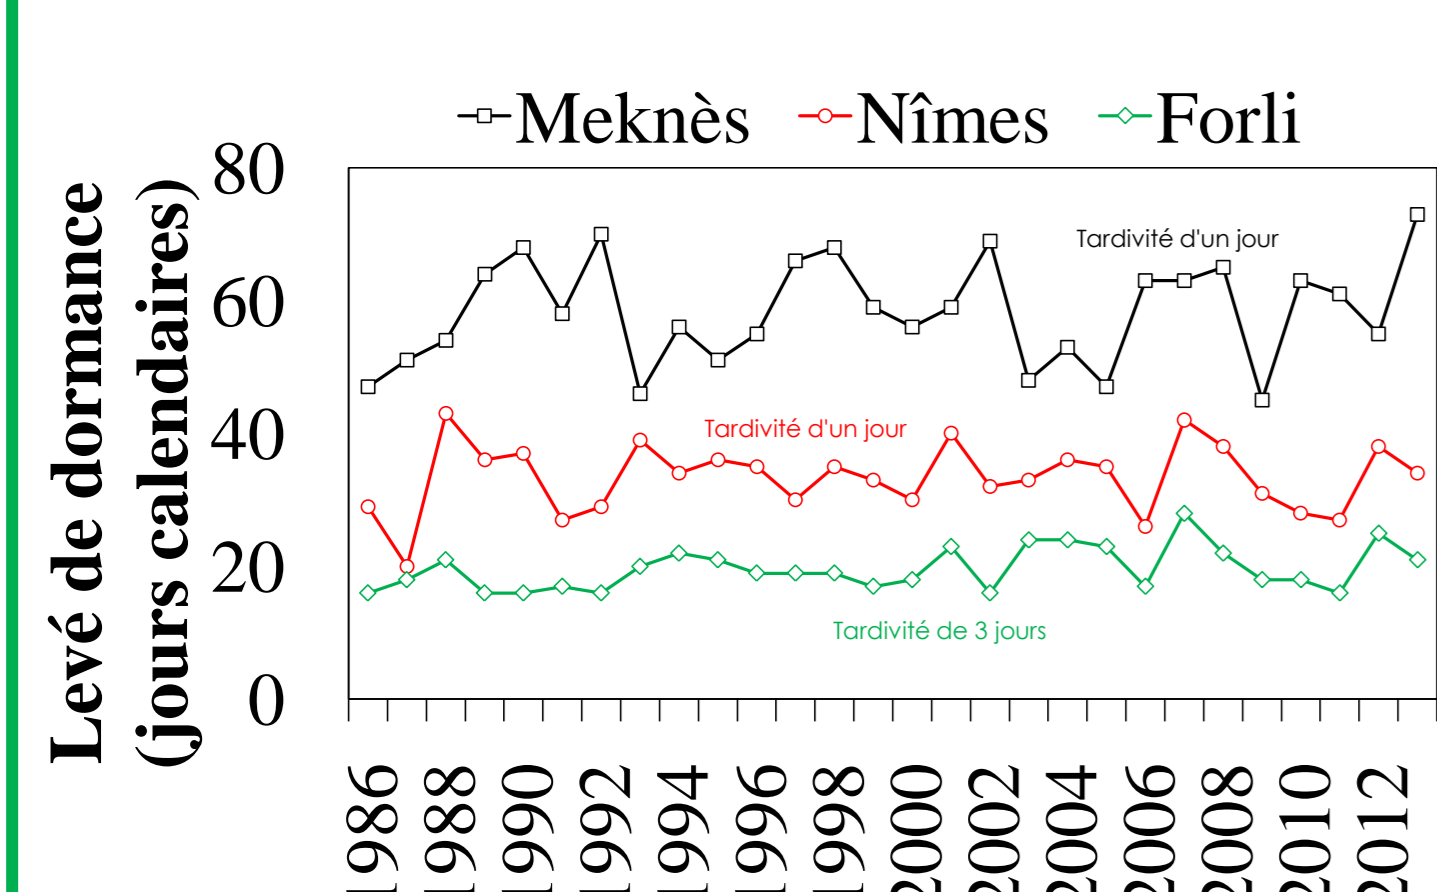 Meknès Nîmes Forli
Levé de dormance
(jours calendaires)
80
60
40
20
0
Tardivité d'un jour
Tardivité d'un jour
Tardivité de 3 jours
1986 1988 1990 1992 1994 1996 1998 2000 2002 2004 2006 2008 2010 2012